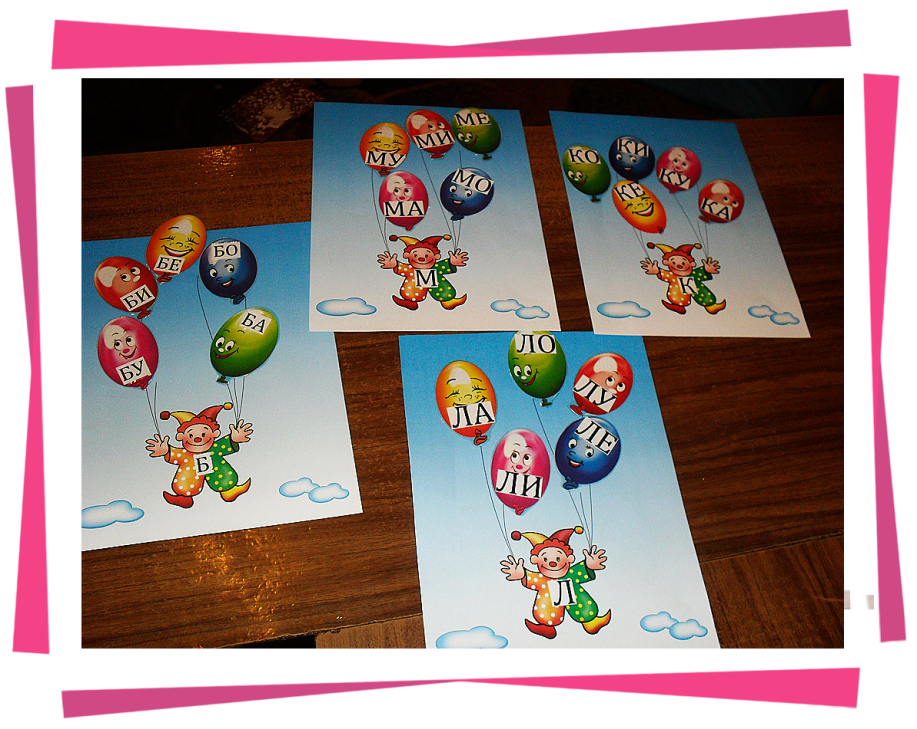 БЕ
БО
БИ
БА
БУ
Б
МУ
МИ
МЕ
МА
МО
М
КО
КИ
КУ
КЕ
КА
К
ЛО
ЛА
ЛУ
ЛЕ
ЛИ
Л